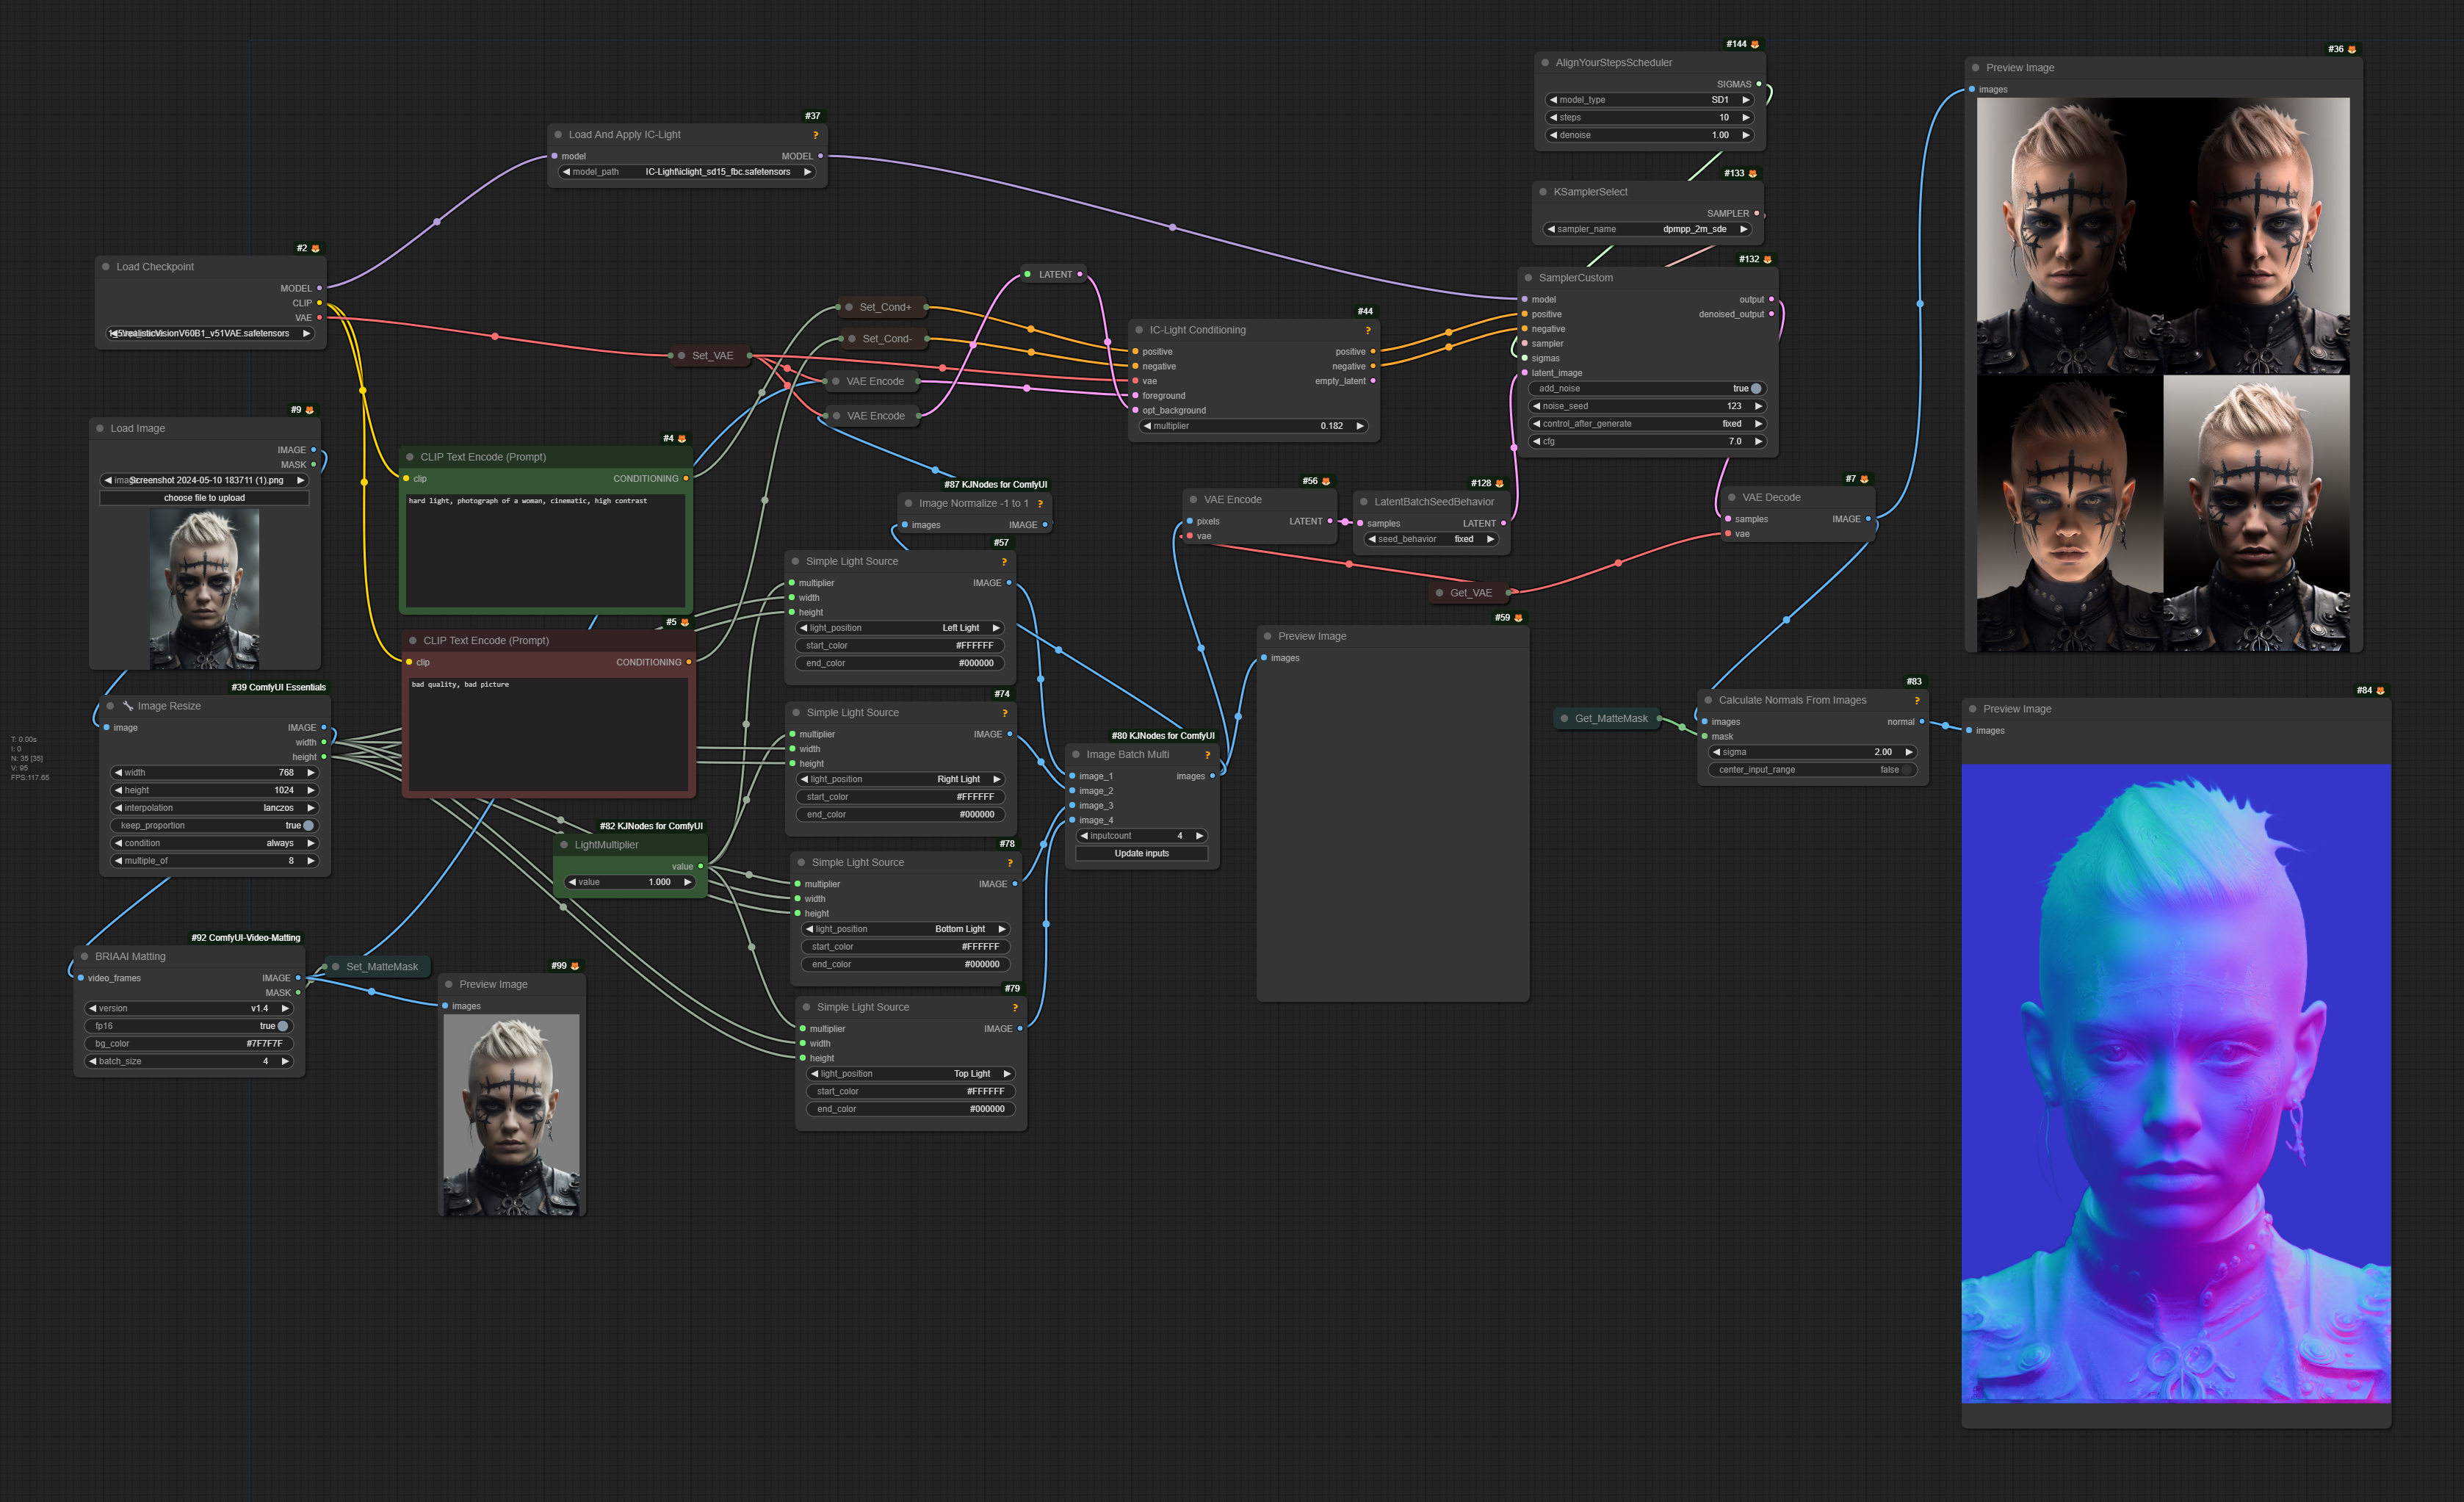 #2
Load Checkpoint
MODEL
CLIP
VAE
#9
Load Image
IMAGE
MASK
Screenshot 2024-05-10 183711 (1).png
choose file to upload
#39 ComfyUI Essentials
Image Resize
image IMAGE
width
height
width 768
height 1024
interpolation lanczos
keep_proportion true
condition always
multiple_of 8
T: 0.00s
I: 0
N: 35 [35]
V: 95
FPS:117.65
#92 ComfyUI-Video-Matting
BRIAAI Matting
video_frames IMAGE
MASK
version v1.4
fp16 true
bg_color #7F7F7F
batch_size 4
Set_MatteMask
#99
Preview Image
images
#37
Load And Apply IC-Light ?
model MODEL
model_path IC-Light\iclight_sd15_fbc.safetensors
#4
CLIP Text Encode (Prompt)
clip CONDITIONING
hard light, photograph of a woman, cinematic, high contrast
#5
CLIP Text Encode (Prompt)
clip CONDITIONING
bad quality, bad picture
#82 KJNodes for ComfyUI
LightMultiplier
value
value 1.000
Set_VAE
Set_Cond+
Set_Cond-
VAE Encode
VAE Encode
LATENT
#87 KJNodes for ComfyUI
Image Normalize -1 to 1 ?
images IMAGE
#57
Simple Light Source ?
multiplier IMAGE
width
height
light_position Left Light
start_color #FFFFFF
end_color #000000
#74
Simple Light Source ?
multiplier IMAGE
width
height
light_position Right Light
start_color #FFFFFF
end_color #000000
#78
Simple Light Source ?
multiplier IMAGE
width
height
light_position Bottom Light
start_color #FFFFFF
end_color #000000
#79
Simple Light Source ?
multiplier IMAGE
width
height
light_position Top Light
start_color #FFFFFF
end_color #000000
#44
IC-Light Conditioning ?
positive positive
negative negative
vae empty_latent
foreground
opt_background
multiplier 0.182
#80 KJNodes for ComfyUI
Image Batch Multi ?
image_1 images
image_2
image_3
image_4
inputcount 4
Update inputs
#56
VAE Encode
pixels LATENT
vae
#128
LatentBatchSeedBehavior
samples LATENT
seed_behavior fixed
Get_VAE
#59
Preview Image
images
#144
AlignYourStepsScheduler
SIGMAS
model_type SD1
steps 10
denoise 1.00
#133
KSamplerSelect
SAMPLER
sampler_name dpmpp_2m_sde
#132
SamplerCustom
model output
positive denoised_output
negative
sampler
sigmas
latent_image
add_noise true
noise_seed 123
control_after_generate fixed
cfg 7.0
#7
VAE Decode
samples IMAGE
vae
Get_MatteMask
#83
Calculate Normals From Images ?
images normal
mask
sigma 2.00
center_input_range false
#36
Preview Image
images
#84
Preview Image
images